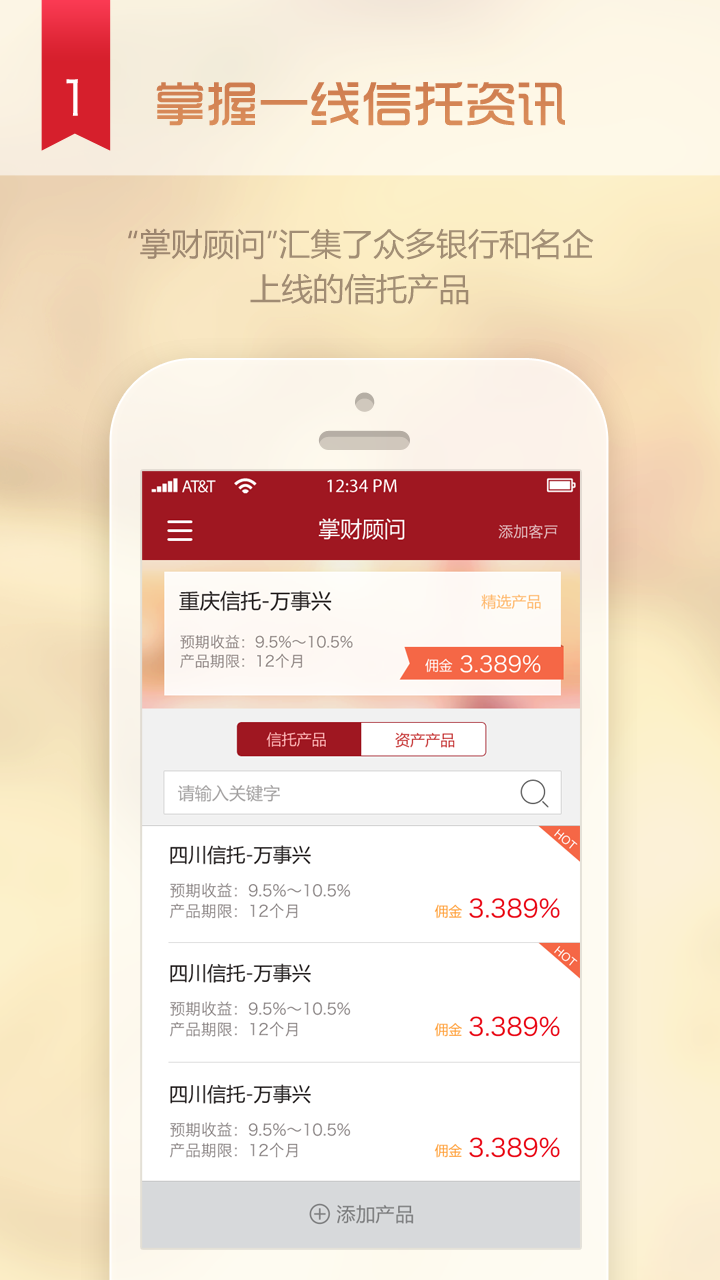 1
掌握一线信托资讯
“掌财顾问”汇集了众多银行和名企
上线的信托产品
AT&T 12:34 PM
掌财顾问 添加客戸
重庆信托-万事兴 精选产品
预期收益：9.5%～10.5%
产品期限：12个月
佣金 3.389%
信托产品 资产产品
请输入关键字
HOT
四川信托-万事兴
预期收益：9.5%～10.5%
产品期限：12个月
佣金 3.389%
HOT
四川信托-万事兴
预期收益：9.5%～10.5%
产品期限：12个月
佣金 3.389%
四川信托-万事兴
预期收益：9.5%～10.5%
产品期限：12个月
佣金 3.389%
添加产品